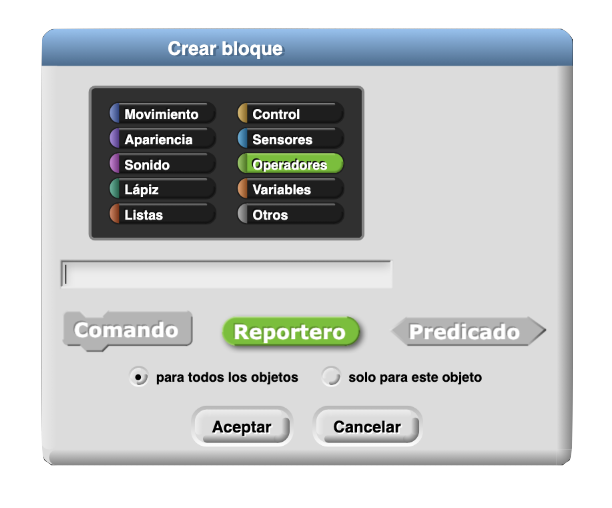 Crear bloque
Movimiento Control
Apariencia Sensores
Sonido Operadores
Lápiz Variables
Listas Otros
Comando Reportero Predicado
para todos los objetos solo para este objeto
Aceptar Cancelar